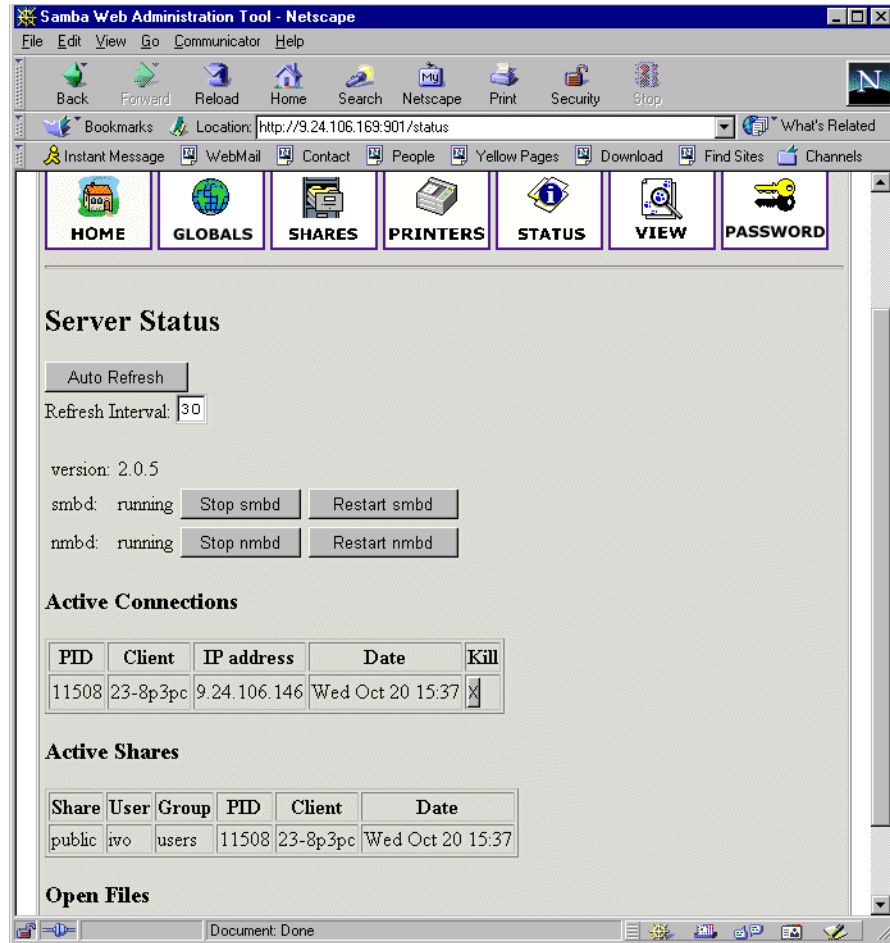 Samba Web Administration Tool - Netscape
File Edit View Go Communicator Help
My
N
Back Forward Reload Home Search Netscape Print Security Stop
Bookmarks Location: http://9.24.106.169:901/status What's Related
Instant Message WebMail Contact People Yellow Pages Download Find Sites Channels
HOME GLOBALS SHARES PRINTERS STATUS VIEW PASSWORD
Server Status
Auto Refresh
Refresh Interval: 30
version: 2.0.5
smbd: running Stop smbd Restart smbd
nmbd: running Stop nmbd Restart nmbd
Active Connections
PID Client IP address Date Kill
11508 23-8p3pc 9.24.106.146 Wed Oct 20 15:37 X
Active Shares
Share User Group PID Client Date
public ivo users 11508 23-8p3pc Wed Oct 20 15:37
Open Files
Document: Done